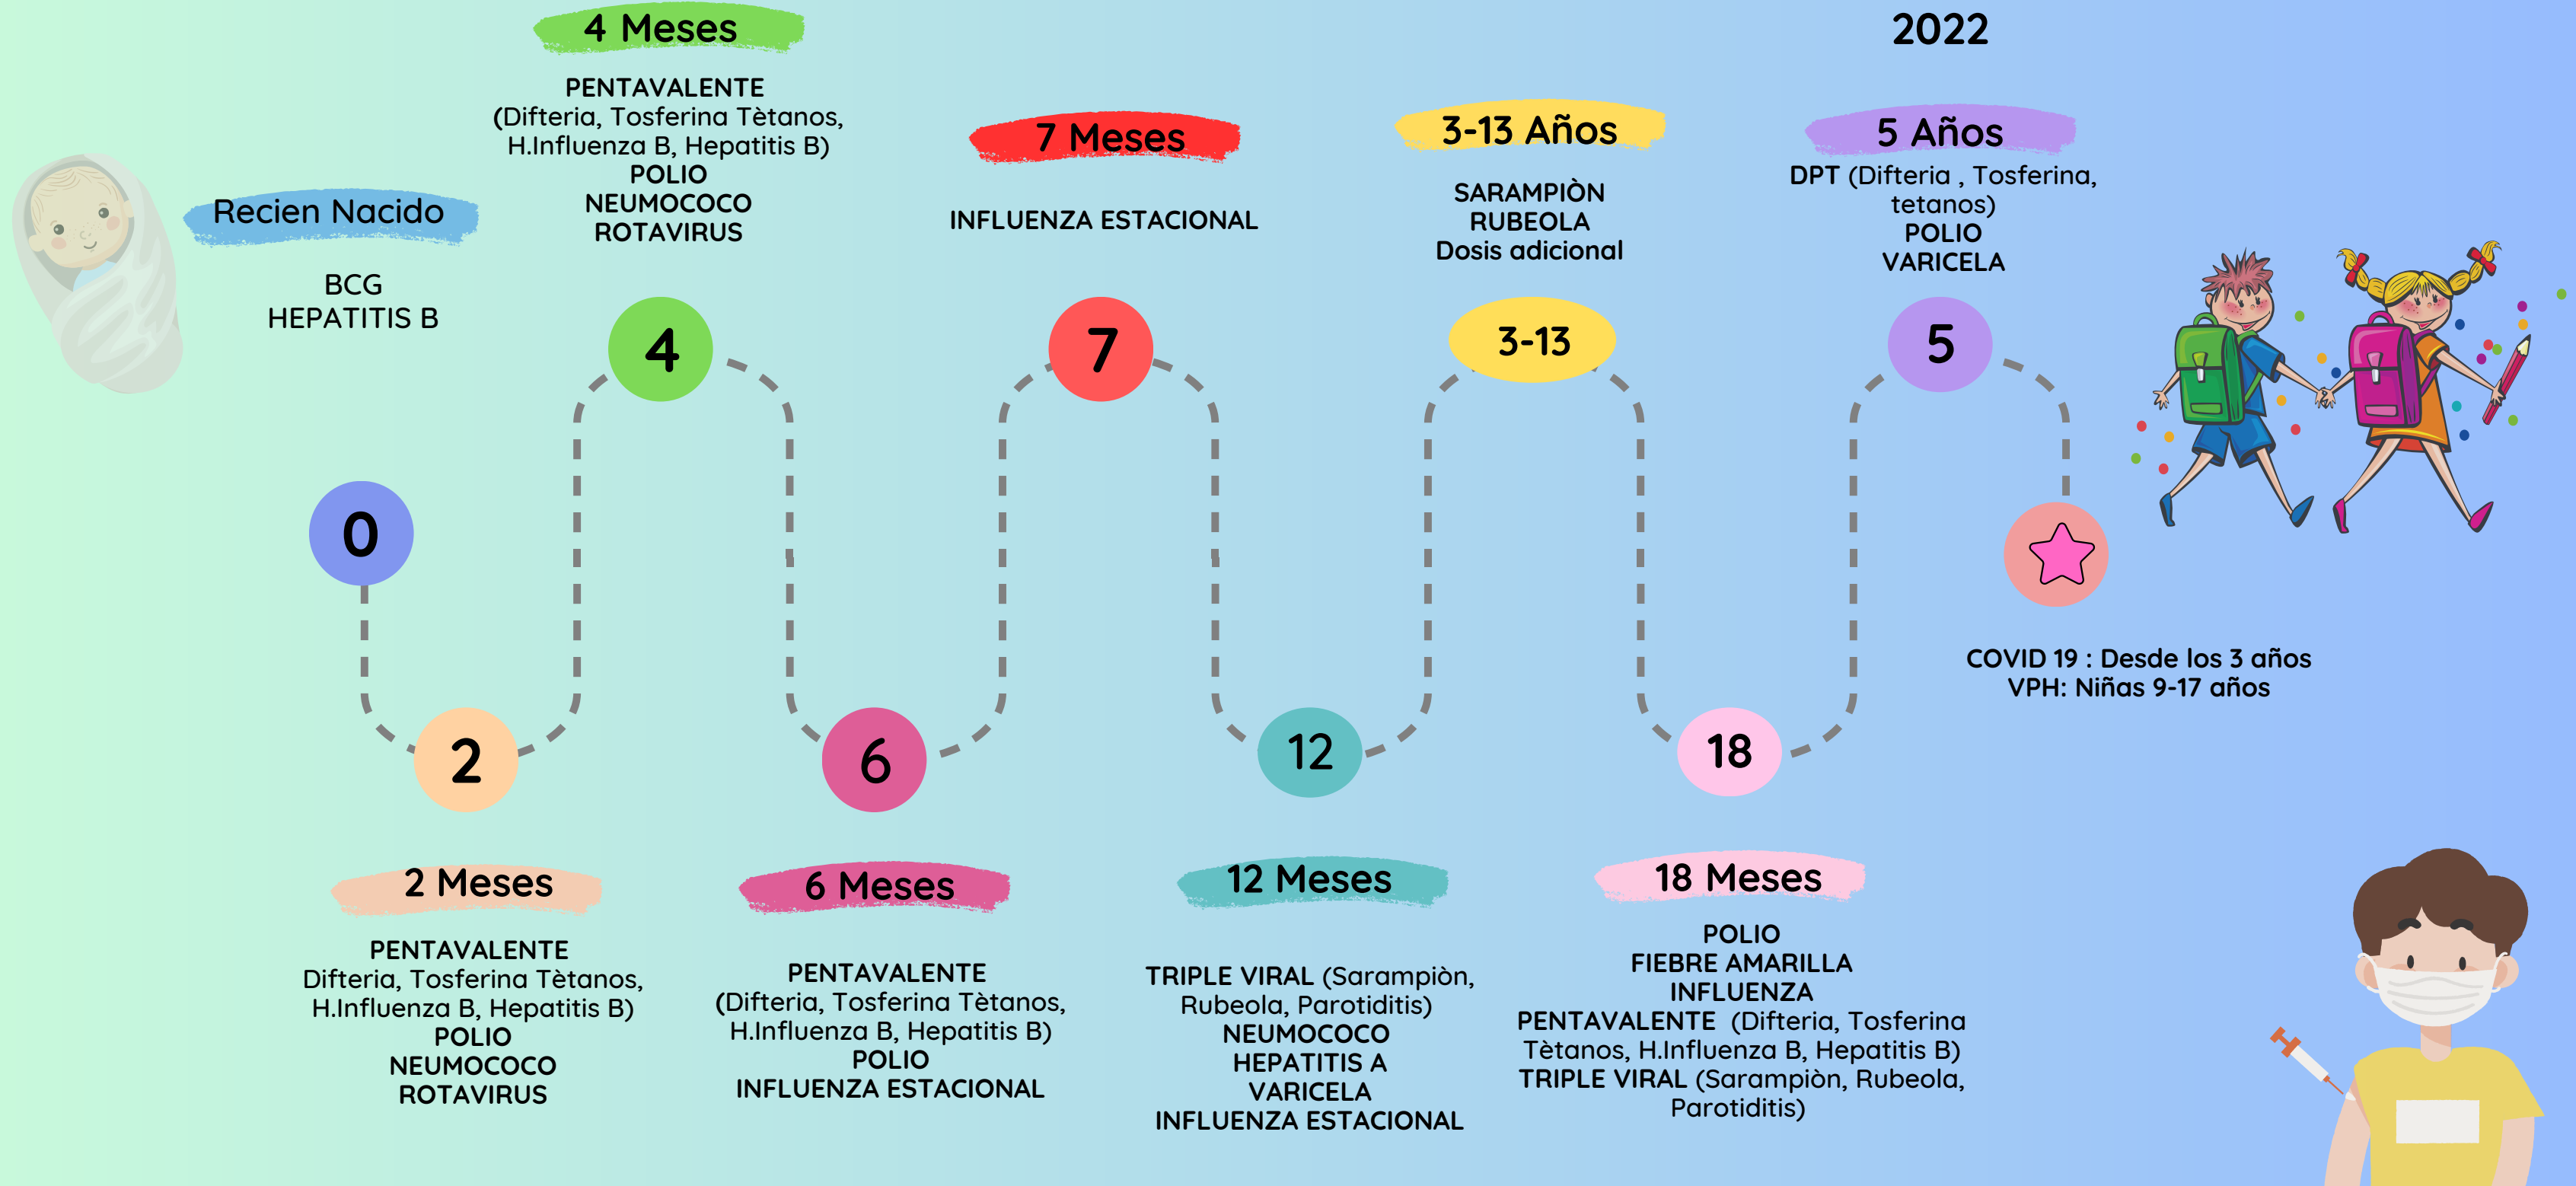 Recien Nacido
BCG
HEPATITIS B
0
2
2 Meses
PENTAVALENTE
Difteria, Tosferina Tètanos,
H.Influenza B, Hepatitis B)
POLIO
NEUMOCOCO
ROTAVIRUS
4 Meses
PENTAVALENTE
(Difteria, Tosferina Tètanos,
H.Influenza B, Hepatitis B)
POLIO
NEUMOCOCO
ROTAVIRUS
4
6
6 Meses
PENTAVALENTE
(Difteria, Tosferina Tètanos,
H.Influenza B, Hepatitis B)
POLIO
INFLUENZA ESTACIONAL
7 Meses
INFLUENZA ESTACIONAL
7
12
12 Meses
TRIPLE VIRAL (Sarampiòn,
Rubeola, Parotiditis)
NEUMOCOCO
HEPATITIS A
VARICELA
INFLUENZA ESTACIONAL
3-13 Años
SARAMPIÒN
RUBEOLA
Dosis adicional
3-13
18
18 Meses
POLIO
FIEBRE AMARILLA
INFLUENZA
PENTAVALENTE (Difteria, Tosferina
Tètanos, H.Influenza B, Hepatitis B)
TRIPLE VIRAL (Sarampiòn, Rubeola,
Parotiditis)
2022
5 Años
DPT (Difteria , Tosferina,
tetanos)
POLIO
VARICELA
5
COVID 19 : Desde los 3 años
VPH: Niñas 9-17 años